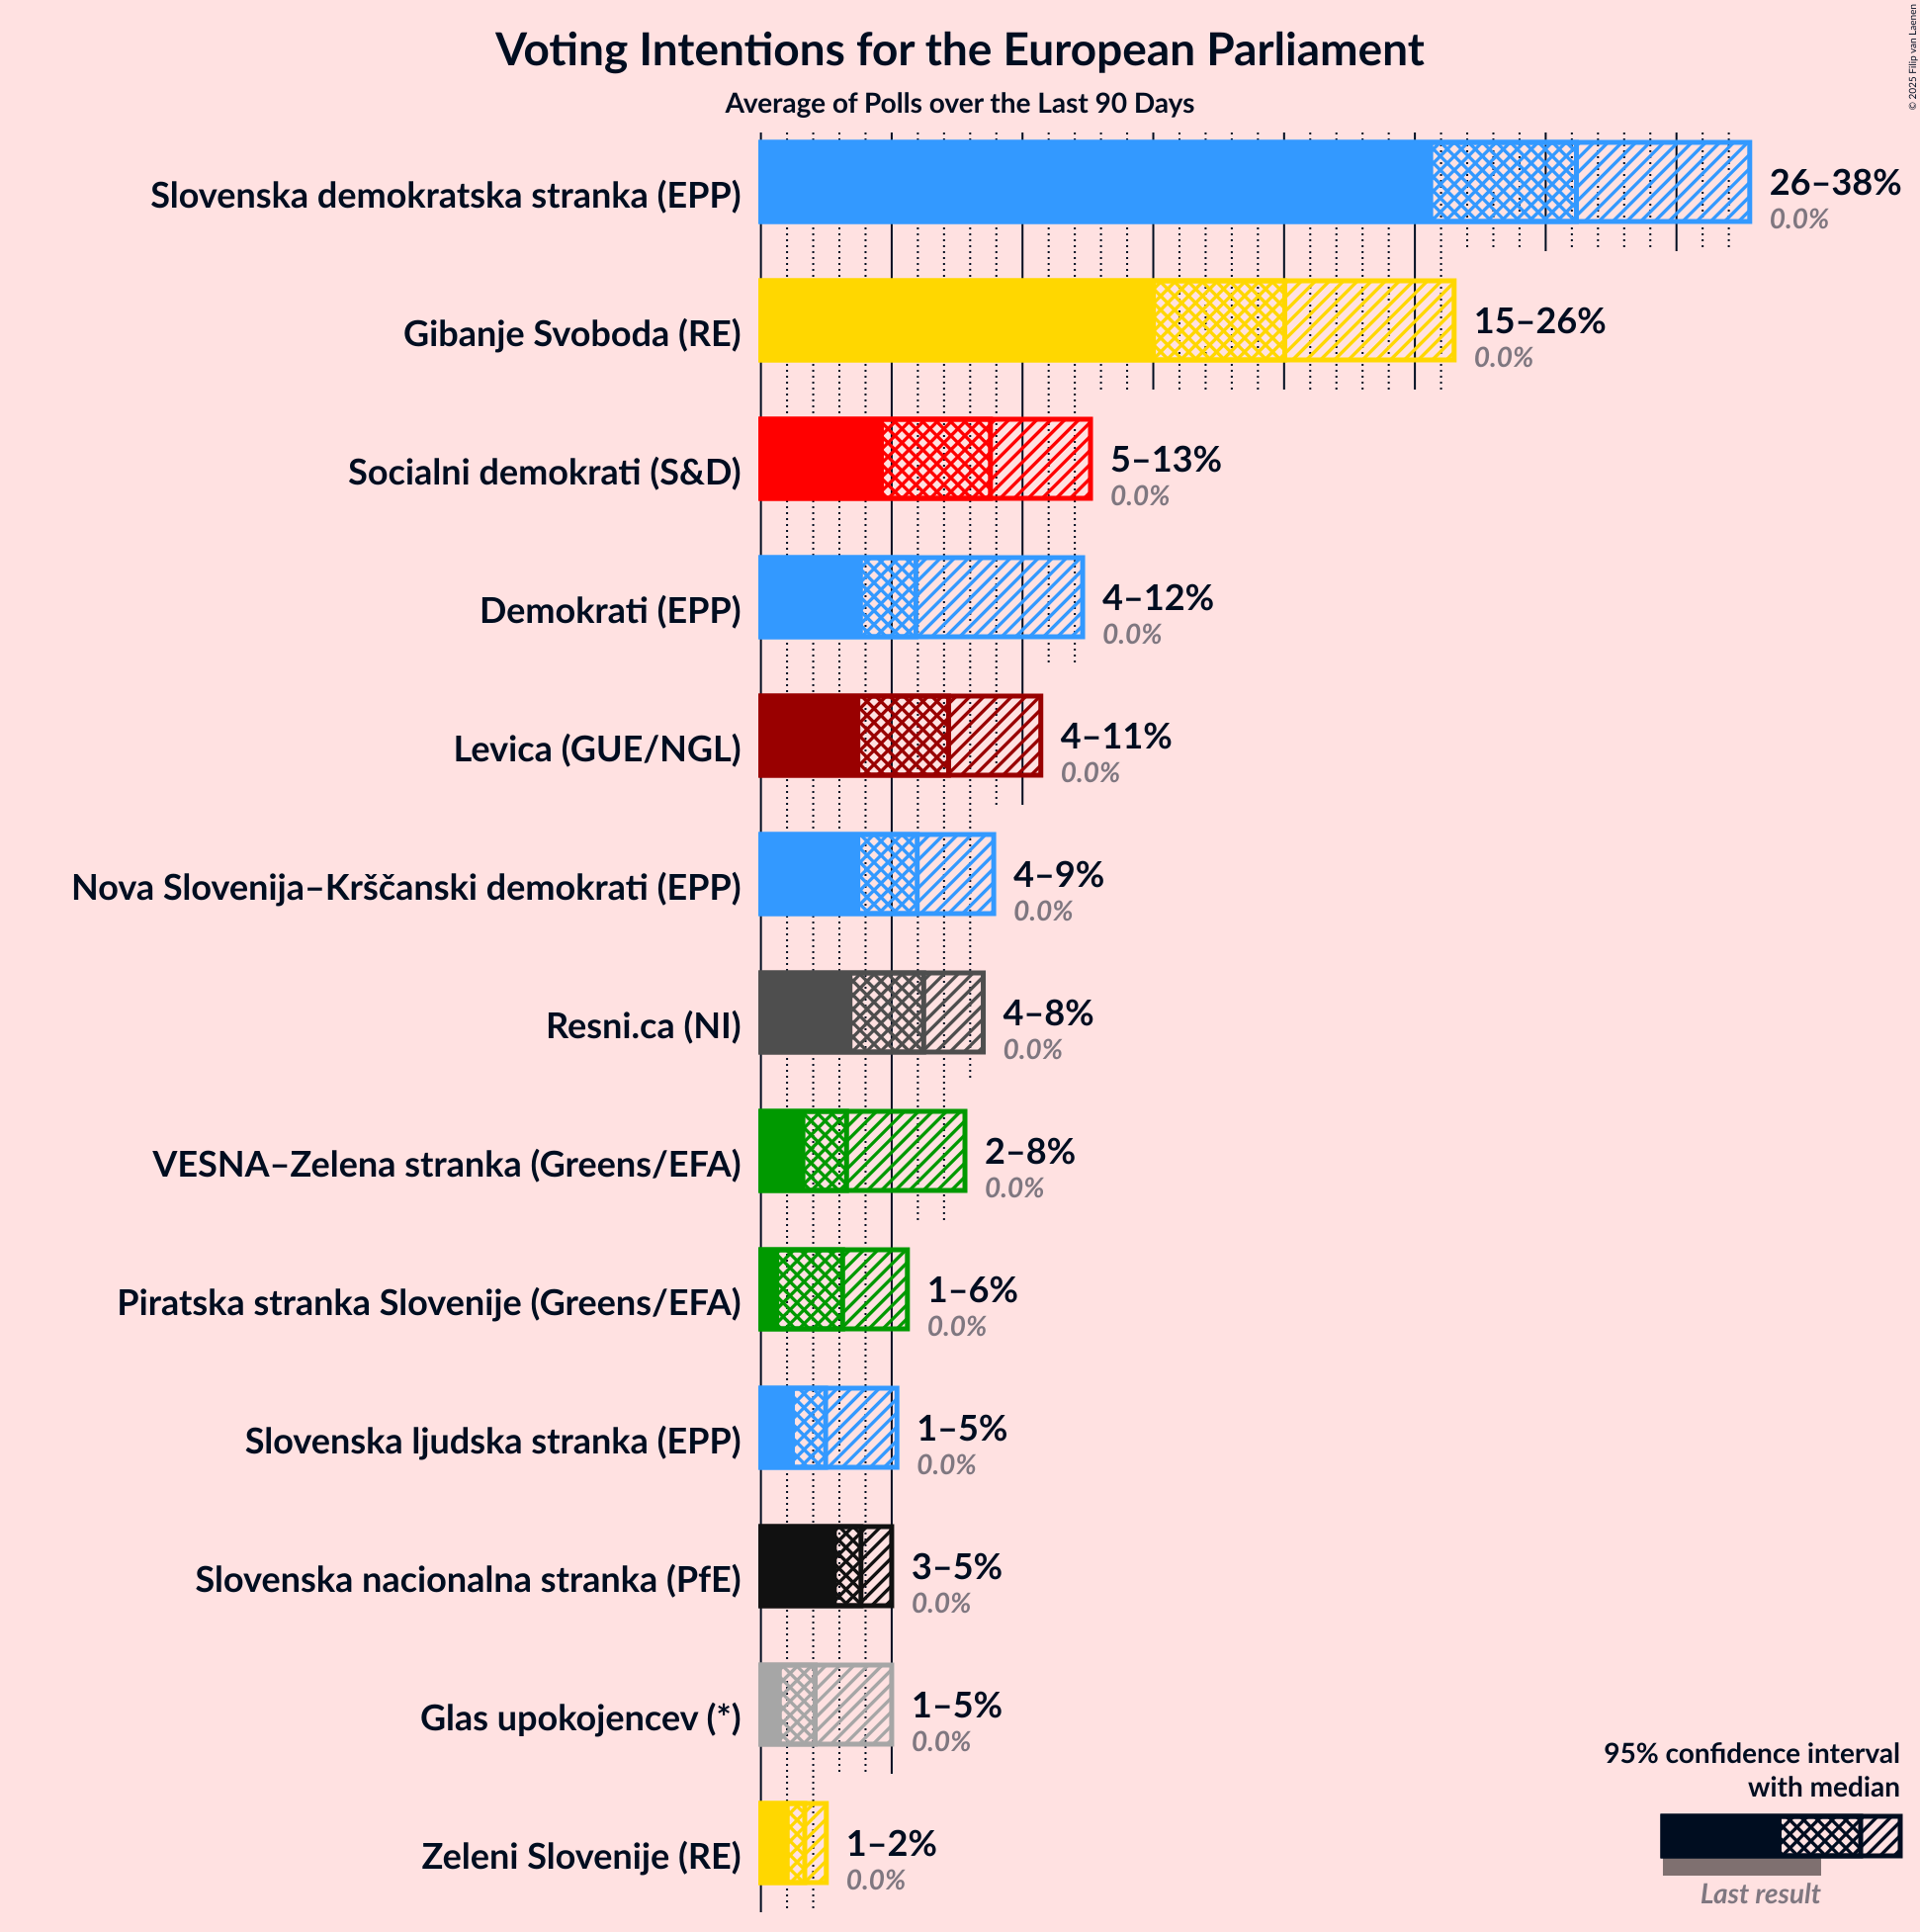 © 2025 Filip van Laenen
Voting Intentions for the European Parliament
Average of Polls over the Last 90 Days
Slovenska demokratska stranka (EPP)
26–38%
0.0%
Gibanje Svoboda (RE)
15–26%
0.0%
Socialni demokrati (S&D)
5–13%
0.0%
Demokrati (EPP)
4–12%
0.0%
Levica (GUE/NGL)
4–11%
0.0%
Nova Slovenija–Krščanski demokrati (EPP)
4–9%
0.0%
Resni.ca (NI)
4–8%
0.0%
VESNA–Zelena stranka (Greens/EFA)
2–8%
0.0%
Piratska stranka Slovenije (Greens/EFA)
1–6%
0.0%
Slovenska ljudska stranka (EPP)
1–5%
0.0%
Slovenska nacionalna stranka (PfE)
3–5%
0.0%
Glas upokojencev (*)
1–5%
0.0%
Zeleni Slovenije (RE)
1–2%
0.0%
95% confidence interval
with median
Last result